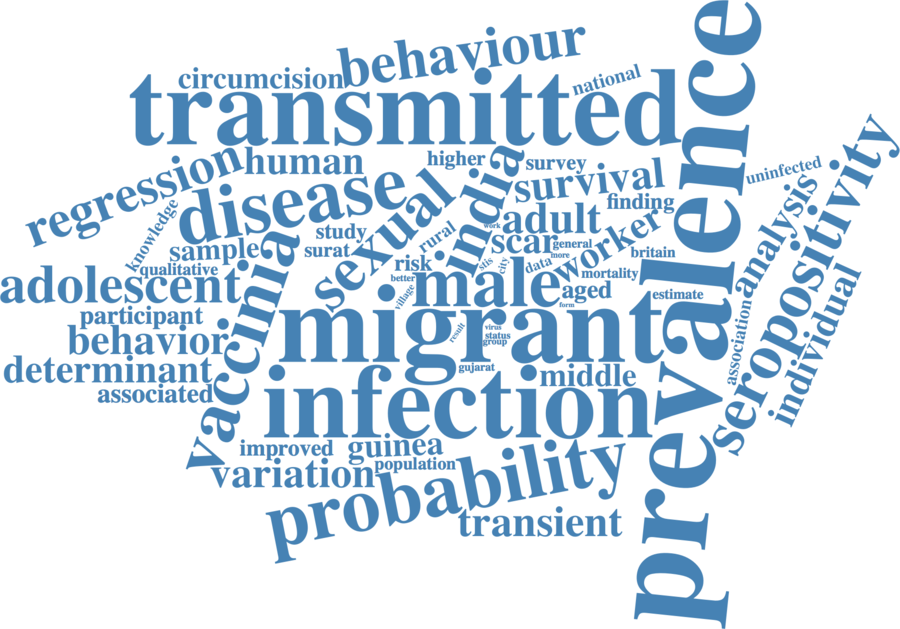 prevalence
behaviour
circumcision
national
transmitted
regression
human
higher
survey
uninfected
seropositivity
disease
sexual
india
survival
finding
analysis
knowledge
sample
study
surat
rural
work
adult
scar
general
worker
britain
qualitative
risk
better
stis
city
data
lnore
mortality
adolescent
vaccinia
village
male
aged
form
estimate
association
individual
participant
behavior
migrant
result
virus
status
group
determinant
associated
gujarat
middle
infection
improved
guinea
variation
population
probability
transient